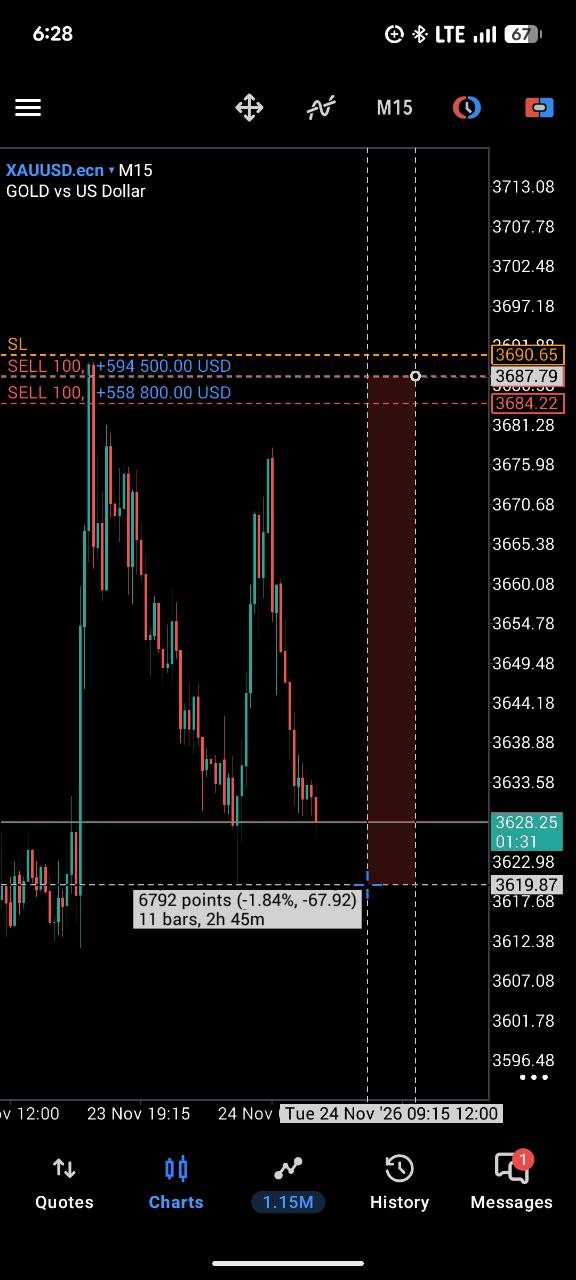 6:28
LTE
67
M15
XAUUSD.ecn ▾ M15
GOLD vs US Dollar
3713.08
3707.78
3702.48
3697.18
SL
3690.65
SELL 100, +594 500.00 USD
3687.79
SELL 100, +558 800.00 USD
3684.22
3681.28
3675.98
3670.68
3665.38
3660.08
3654.78
3649.48
3644.18
3638.88
3633.58
3628.25
01:31
3622.98
3619.87
6792 points (-1.84%, -67.92)
11 bars, 2h 45m
3617.68
3612.38
3607.08
3601.78
3596.48
12:00 23 Nov 19:15 24 Nov Tue 24 Nov '26 09:15 12:00
1
Quotes Charts 1.15M History Messages